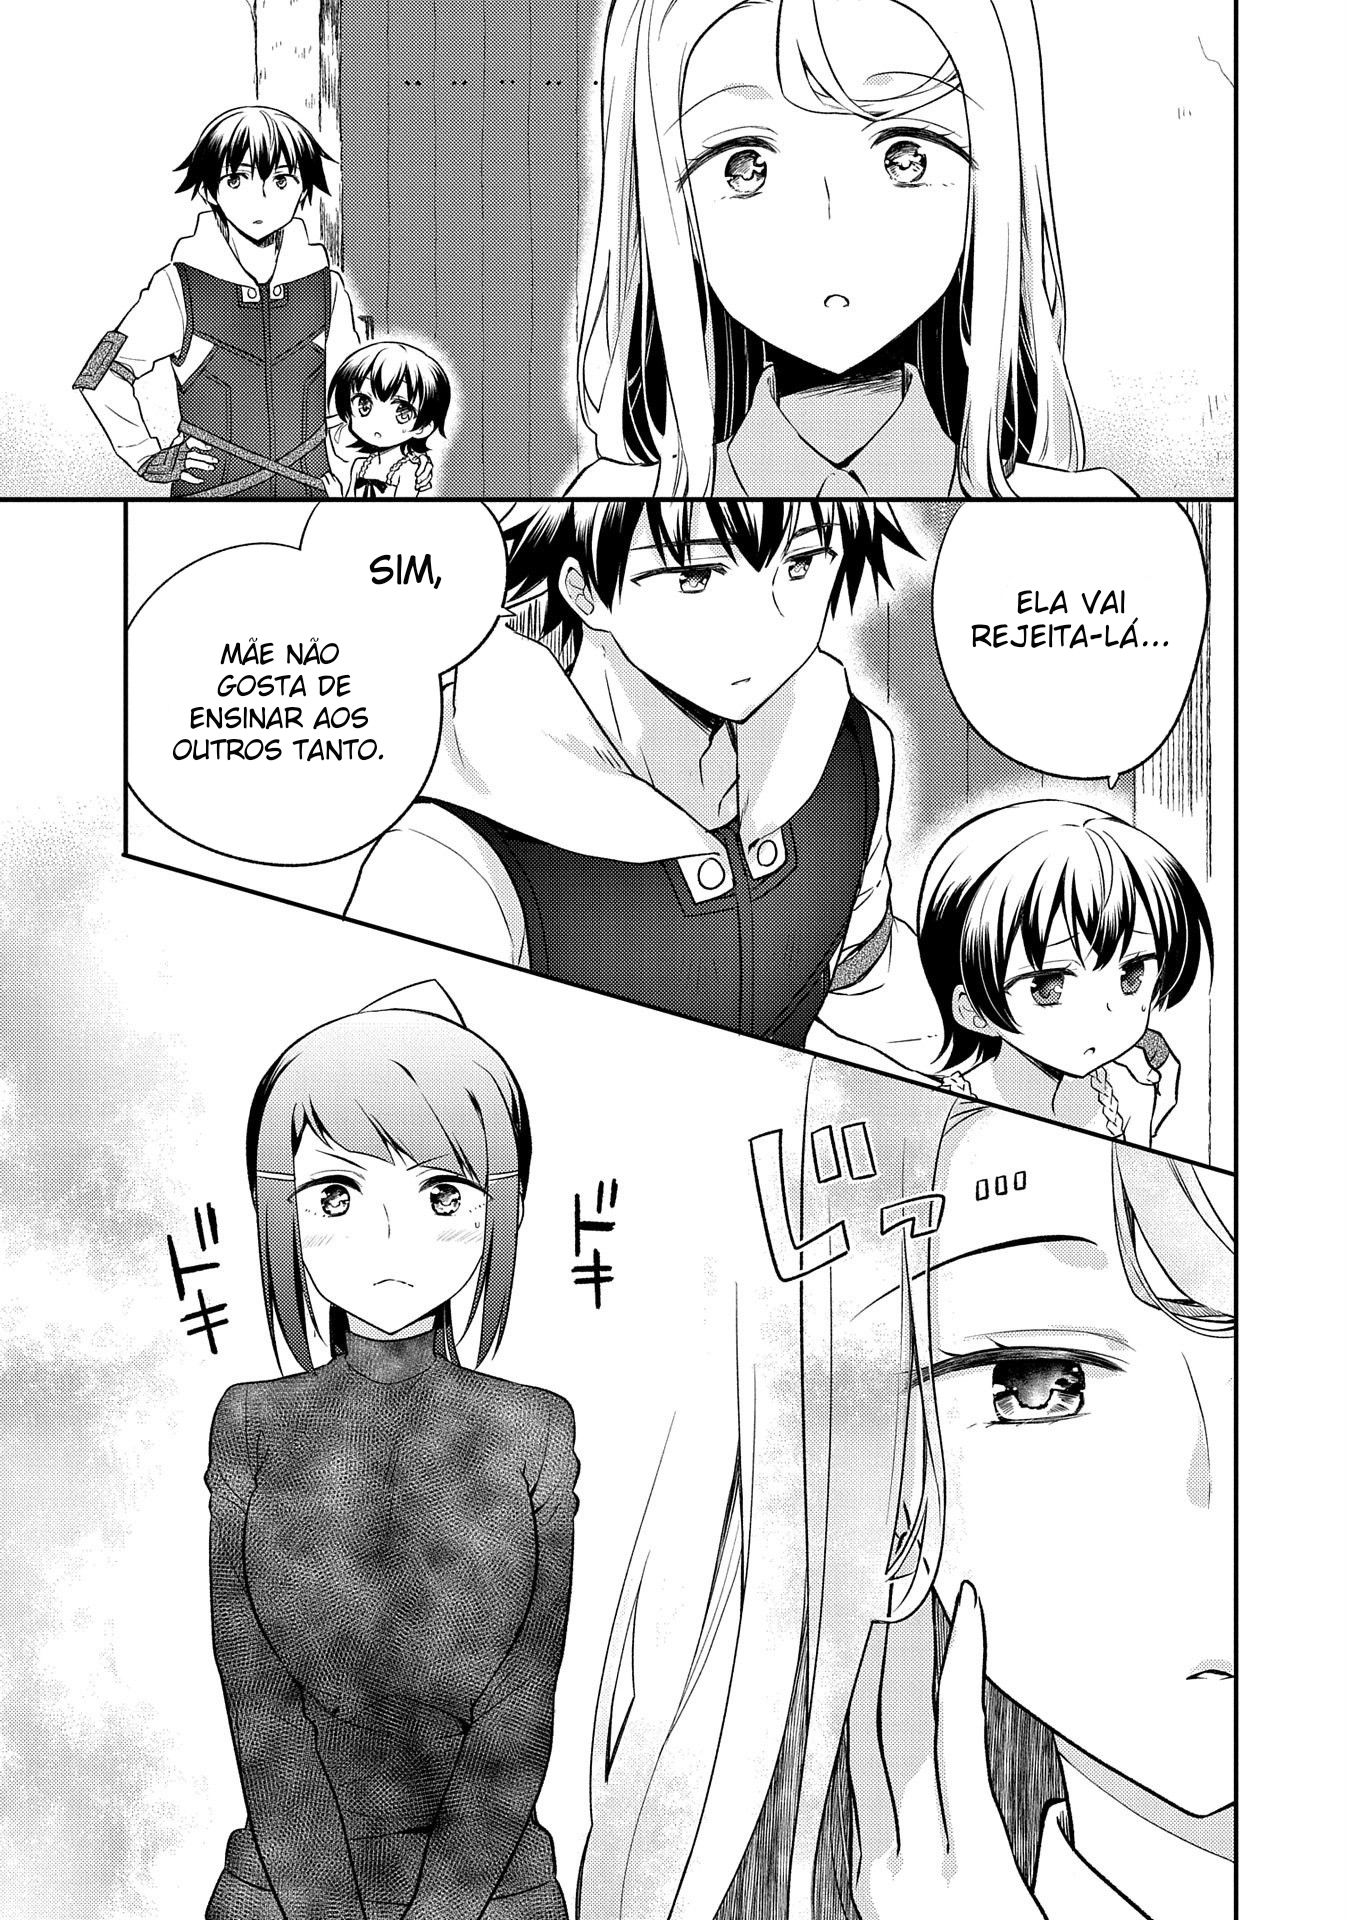 ELA VAI
REJEITA-LÁ...
SIM,
MÃE NÃO
GOSTA DE
ENSINAR AOS
OUTROS TANTO.
ジッ
...
ドキ
ドキ